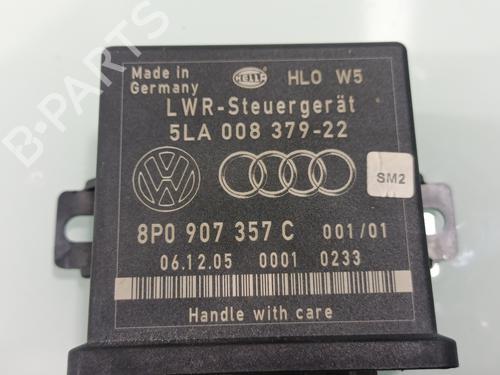 B-PARTS
Made in
Germany
HELLA
HLO W5
LWR-Steuergerät
5LA 008 379-22
SM2
8P0 907 357 C 001/01
06.12.05 0001 0233
Handle with care